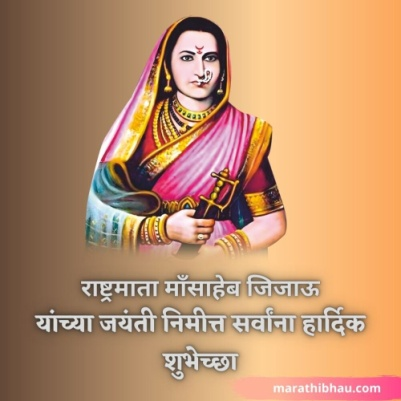 राष्ट्रमाता माँसाहेब जिजाऊ
यांच्या जयंती निमीत्त सर्वांना हार्दिक
शुभेच्छा
marathibhau.com